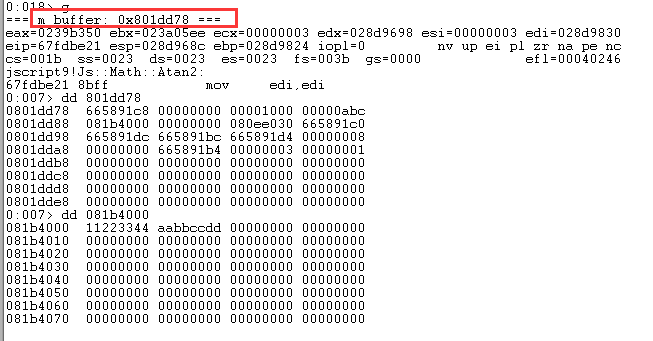 0:018> g
=== m_buffer: 0x801dd78 ===
eax=0239b350 ebx=023a05ee ecx=00000003 edx=028d9698 esi=00000003 edi=028d9830
eip=67fdbe21 esp=028d968c ebp=028d9824 iopl=0         nv up ei pl zr na pe nc
cs=001b  ss=0023  ds=0023  es=0023  fs=003b  gs=0000             efl=00040246
jscript9!Js::Math::Atan2:
67fdbe21 8bff            mov     edi,edi
0:007> dd 801dd78
0801dd78  665891c8 00000000 00001000 00000abc
0801dd88  081b4000 00000000 080ee030 665891c0
0801dd98  665891dc 665891bc 665891d4 00000008
0801dda8  00000000 665891b4 00000003 00000001
0801ddb8  00000000 00000000 00000000 00000000
0801ddc8  00000000 00000000 00000000 00000000
0801ddd8  00000000 00000000 00000000 00000000
0801dde8  00000000 00000000 00000000 00000000
0:007> dd 081b4000
081b4000  11223344 aabbccdd 00000000 00000000
081b4010  00000000 00000000 00000000 00000000
081b4020  00000000 00000000 00000000 00000000
081b4030  00000000 00000000 00000000 00000000
081b4040  00000000 00000000 00000000 00000000
081b4050  00000000 00000000 00000000 00000000
081b4060  00000000 00000000 00000000 00000000
081b4070  00000000 00000000 00000000 00000000